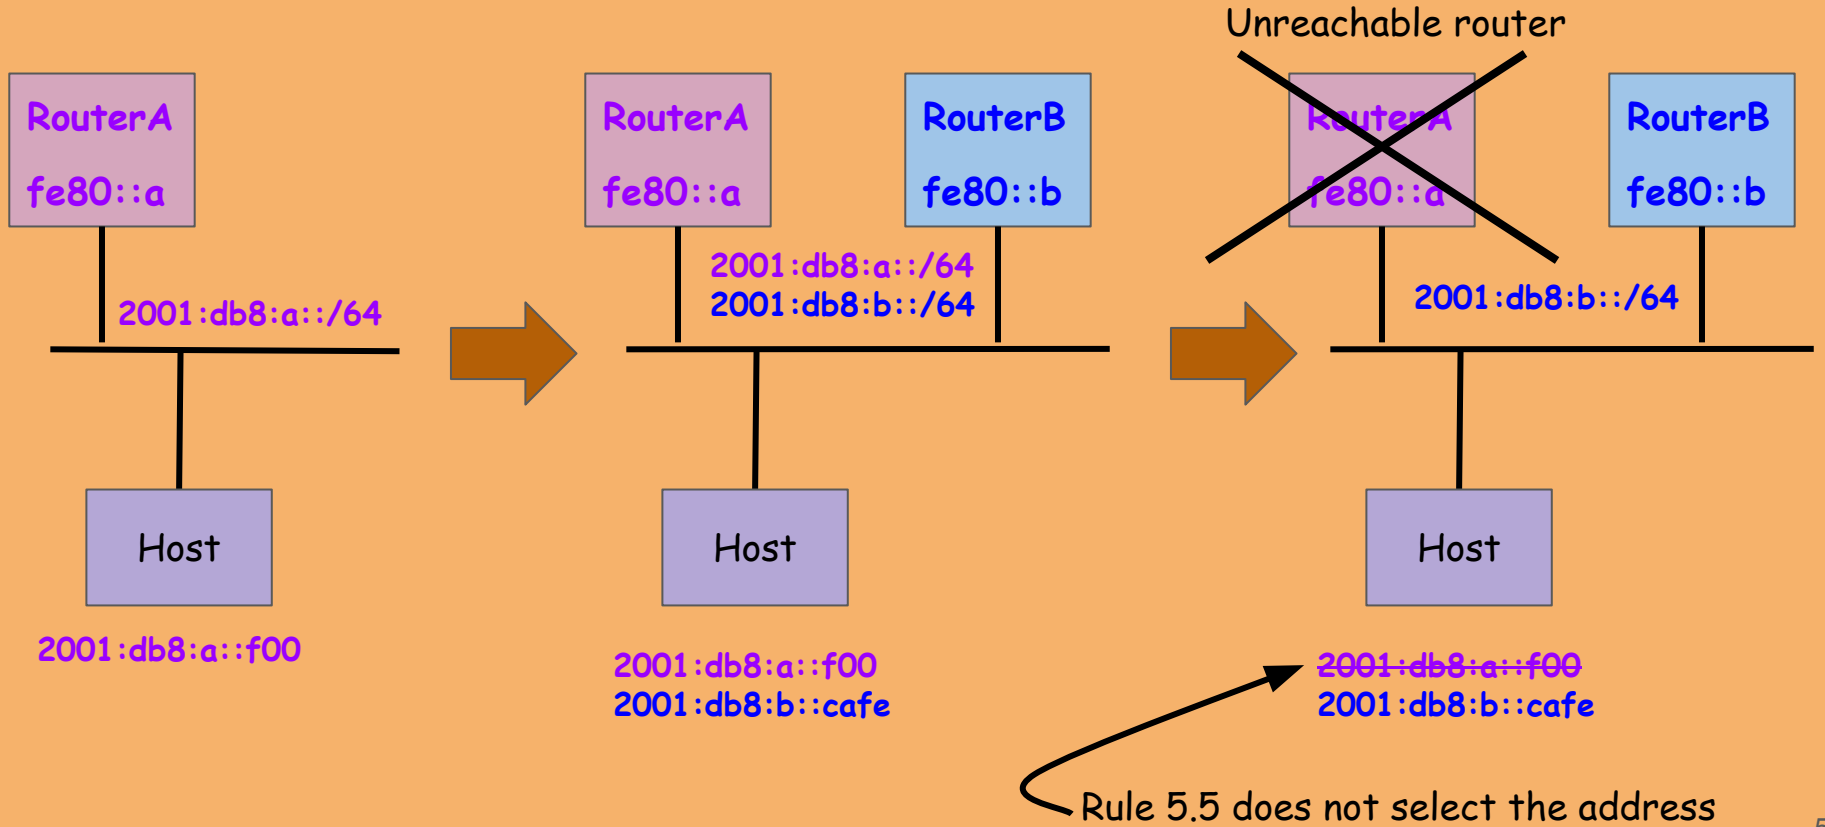 RouterA
fe80::a
2001:db8:a::/64
Host
2001:db8:a::f00
RouterA
fe80::a
RouterB
fe80::b
2001:db8:a::/64
2001:db8:b::/64
Host
2001:db8:a::f00
2001:db8:b::cafe
Unreachable router
RouterA
fe80::a
RouterB
fe80::b
2001:db8:b::/64
Host
2001:db8:a::f00
2001:db8:b::cafe
Rule 5.5 does not select the address